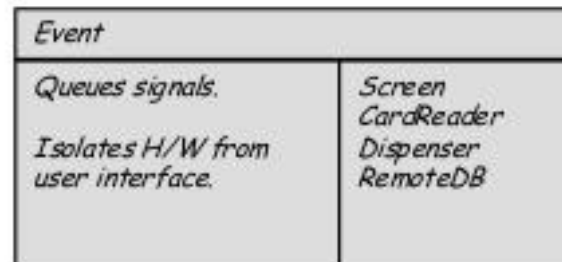 Event
Queues signals.
Isolates H/W from
user interface.
Screen
CardReader
Dispenser
RemoteDB